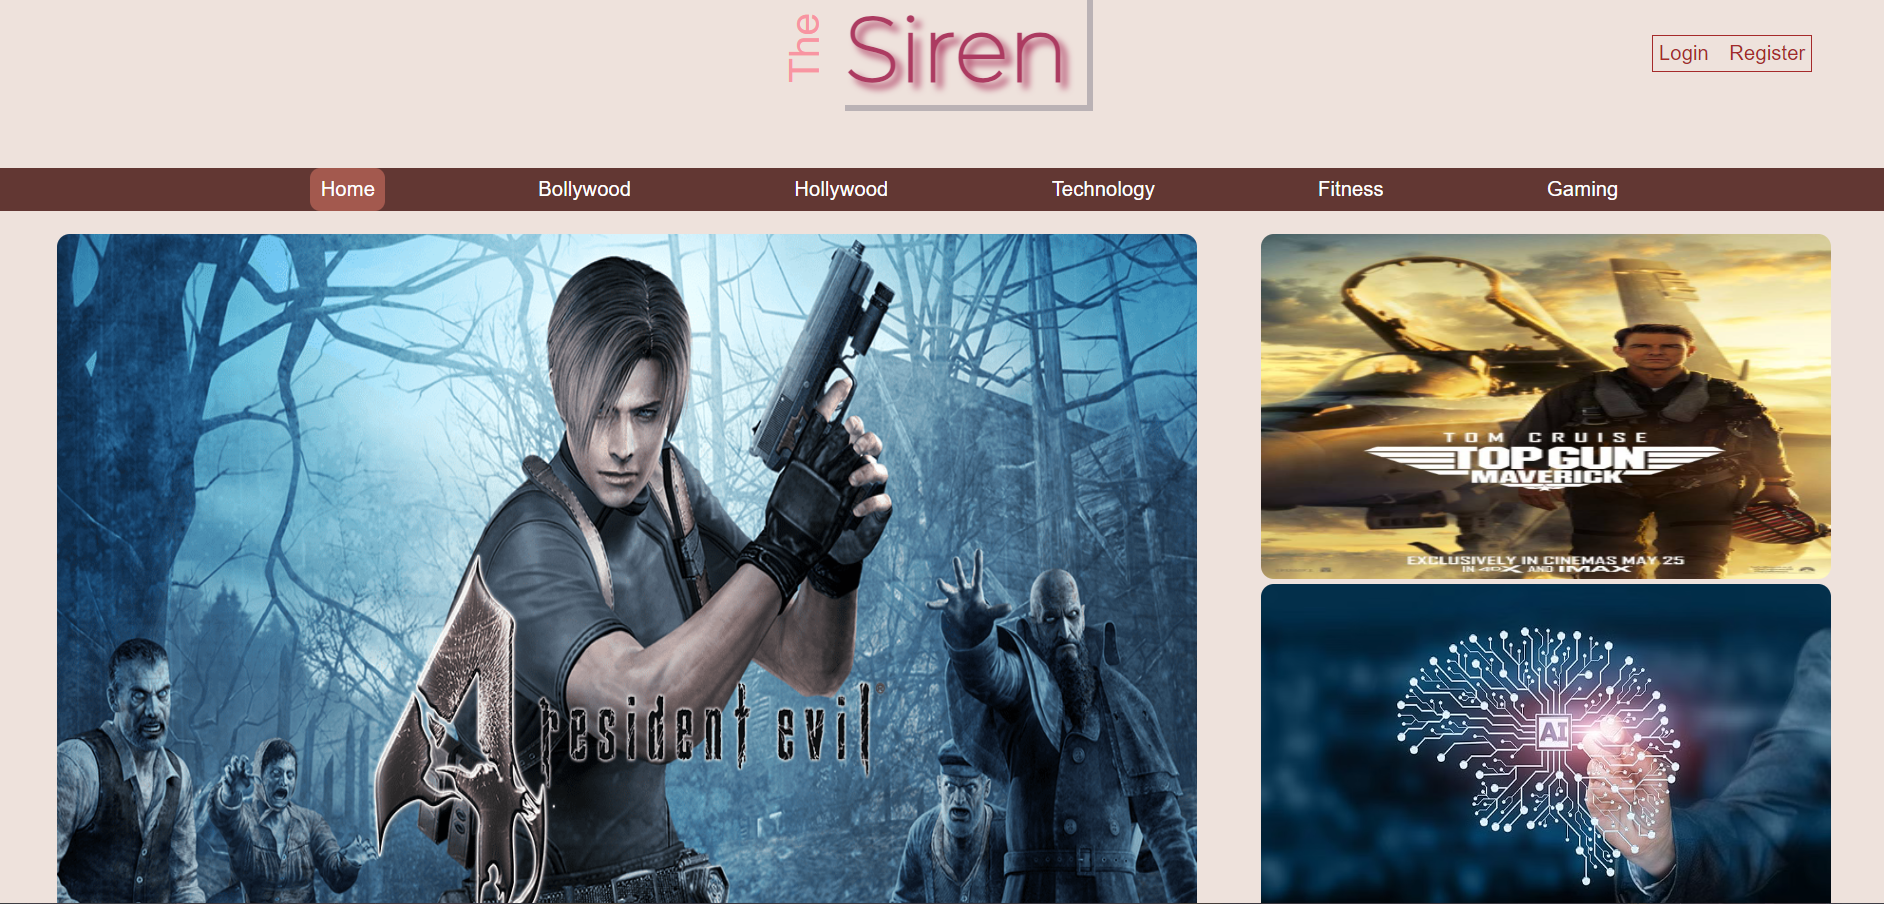 The
Siren
Login Register
Home Bollywood Hollywood Technology Fitness Gaming
4 resident evil
TOM CRUISE
TOP GUN
MAVERICK
EXCLUSIVELY IN CINEMAS MAY 25
IN 4DX AND IMAX
AI